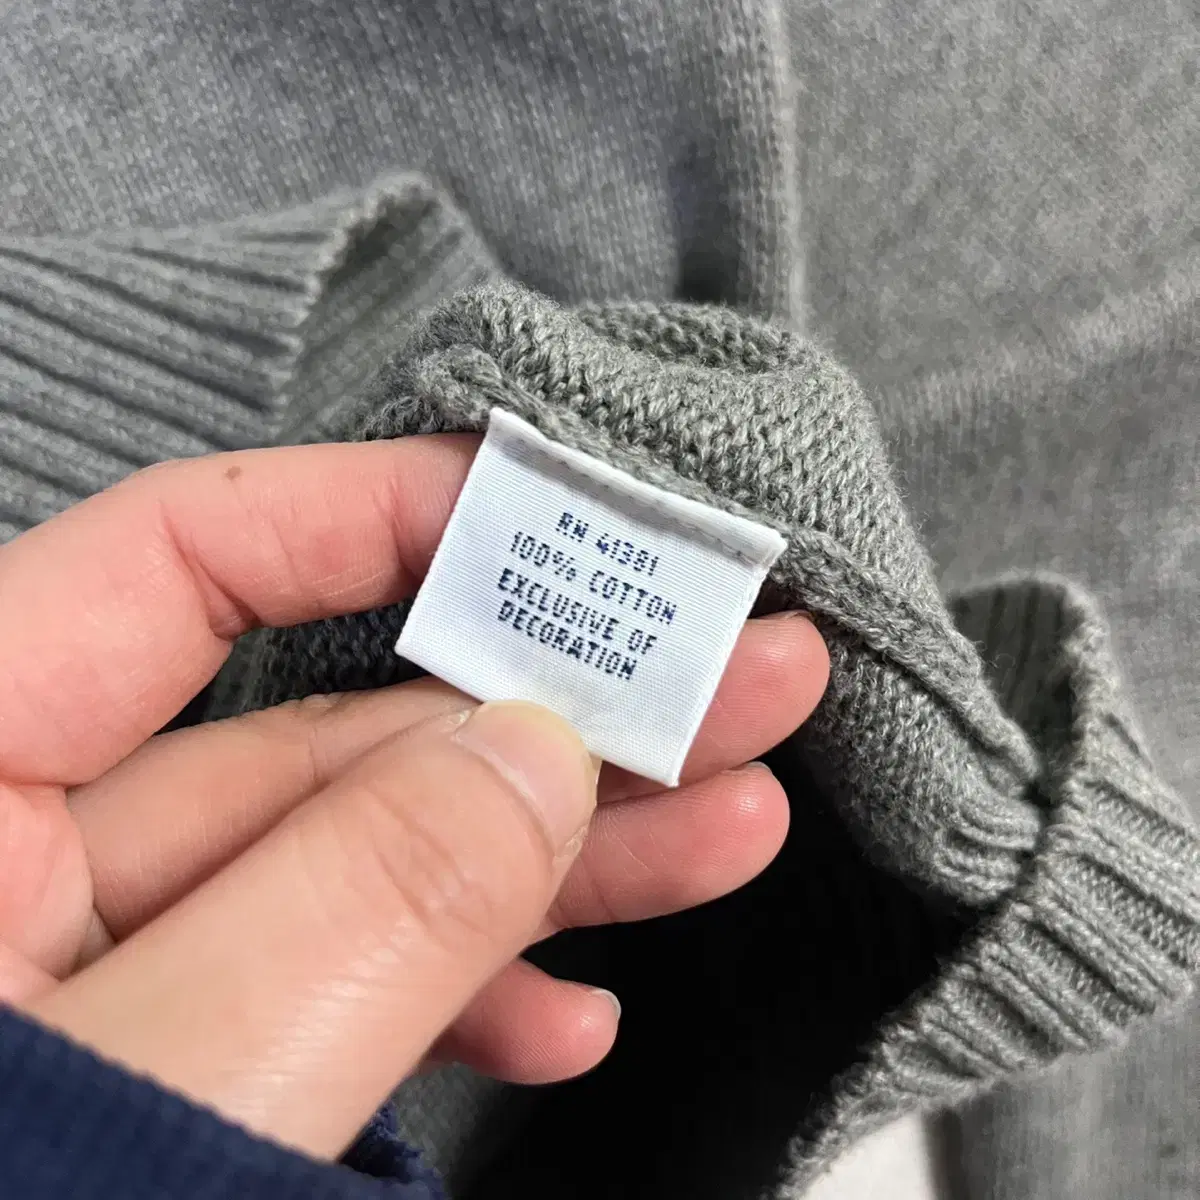 RN 41381
100% COTTON
EXCLUSIVE OF
DECORATION